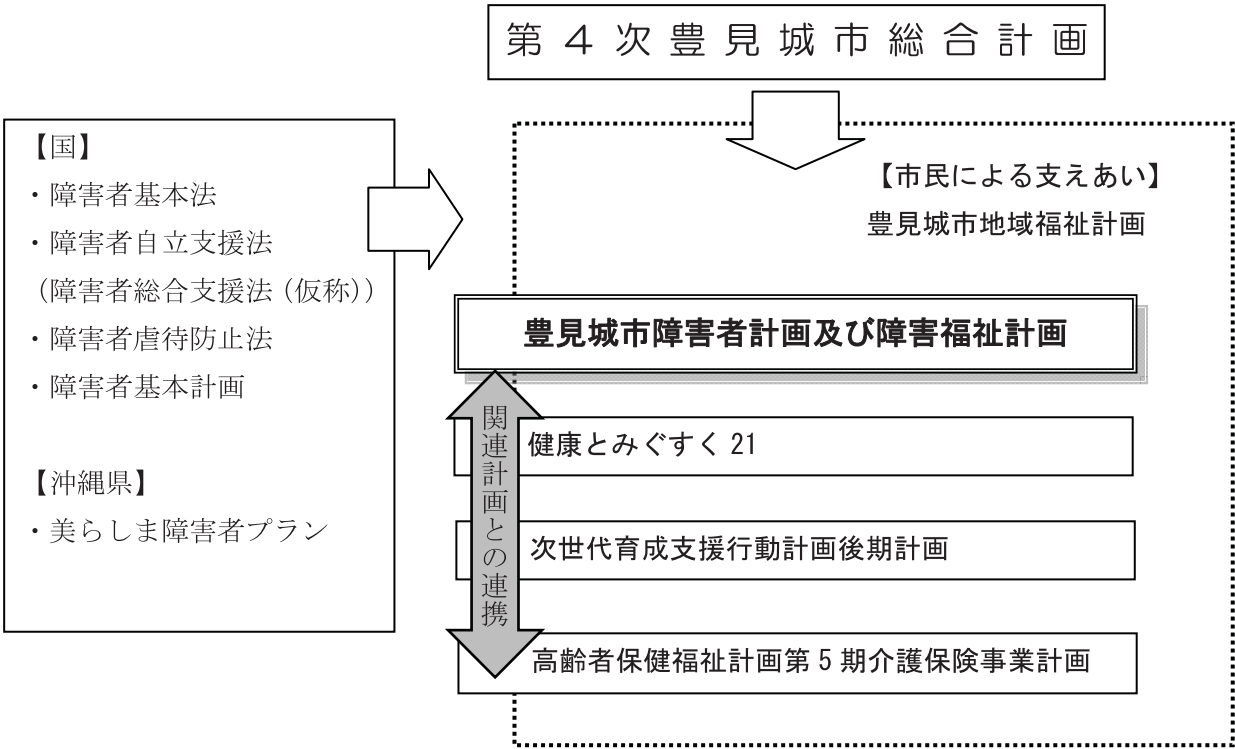 第４次豊見城市総合計画
【国】
・障害者基本法
・障害者自立支援法
（障害者総合支援法（仮称））
・障害者虐待防止法
・障害者基本計画
【沖縄県】
・美らしま障害者プラン
【市民による支えあい】
豊見城市地域福祉計画
豊見城市障害者計画及び障害福祉計画
関連計画との連携
健康とみぐすく 21
次世代育成支援行動計画後期計画
高齢者保健福祉計画第５期介護保険事業計画